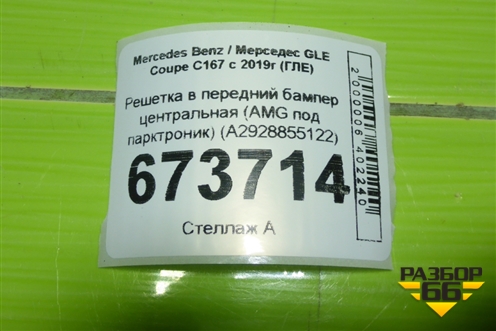 Mercedes Benz / Мерседес GLE
Coupe C167 с 2019г (ГЛЕ)
Решетка в передний бампер
центральная (AMG под
парктроник) (A2928855122)
673714
Стеллаж А
2000006402240
РАЗБОР
66